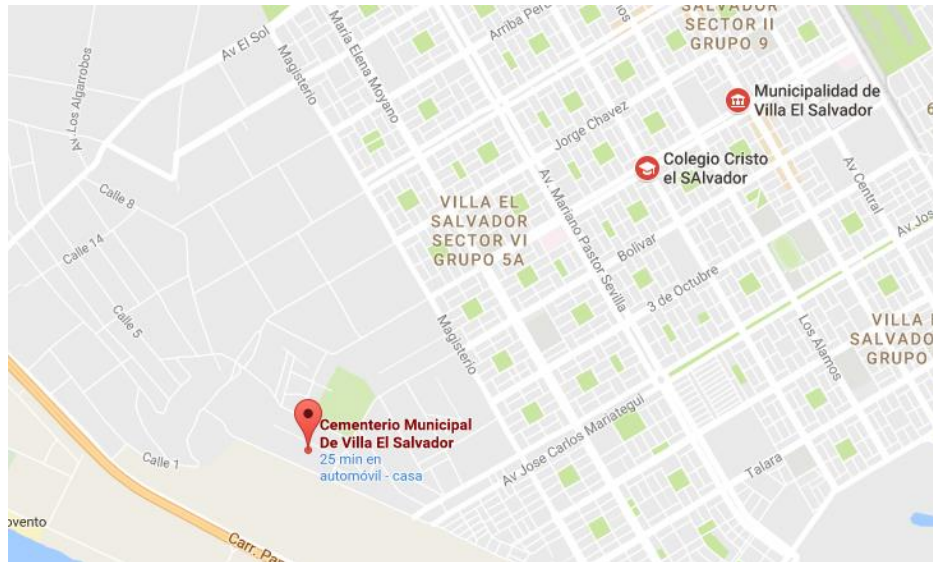 SALVADOR
SECTOR II
GRUPO 9
Arriba Perú
Av El Sol
María Elena Moyano
Magisterio
Av. Los Algarrobos
Municipalidad de
Villa El Salvador
Jorge Chavez
Colegio Cristo
el SAlvador
Av Central
Calle 8
VILLA EL
SALVADOR
SECTOR VI
GRUPO 5A
Av. Mariano Pastor Sevilla
Av Jos
Bolívar
Calle 14
3 de Octubre
Calle 5
Magisterio
Los Alamos
VILLA
SALVADO
GRUPO
Cementerio Municipal
De Villa El Salvador
25 min en
automóvil - casa
Av Jose Carlos Mariategui
Calle 1
Talara
ovento
Carr. Pa